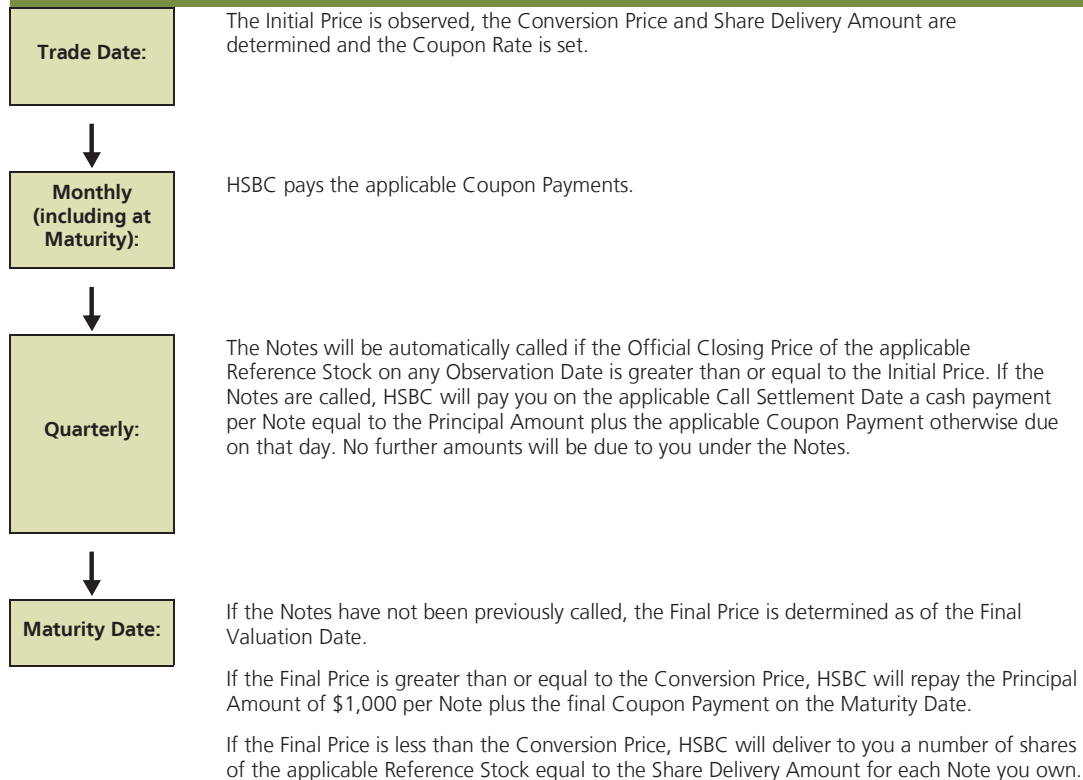 Trade Date:
The Initial Price is observed, the Conversion Price and Share Delivery Amount are
determined and the Coupon Rate is set.
Monthly
(including at
Maturity):
HSBC pays the applicable Coupon Payments.
Quarterly:
The Notes will be automatically called if the Official Closing Price of the applicable
Reference Stock on any Observation Date is greater than or equal to the Initial Price. If the
Notes are called, HSBC will pay you on the applicable Call Settlement Date a cash payment
per Note equal to the Principal Amount plus the applicable Coupon Payment otherwise due
on that day. No further amounts will be due to you under the Notes.
Maturity Date:
If the Notes have not been previously called, the Final Price is determined as of the Final
Valuation Date.
If the Final Price is greater than or equal to the Conversion Price, HSBC will repay the Principal
Amount of $1,000 per Note plus the final Coupon Payment on the Maturity Date.
If the Final Price is less than the Conversion Price, HSBC will deliver to you a number of shares
of the applicable Reference Stock equal to the Share Delivery Amount for each Note you own